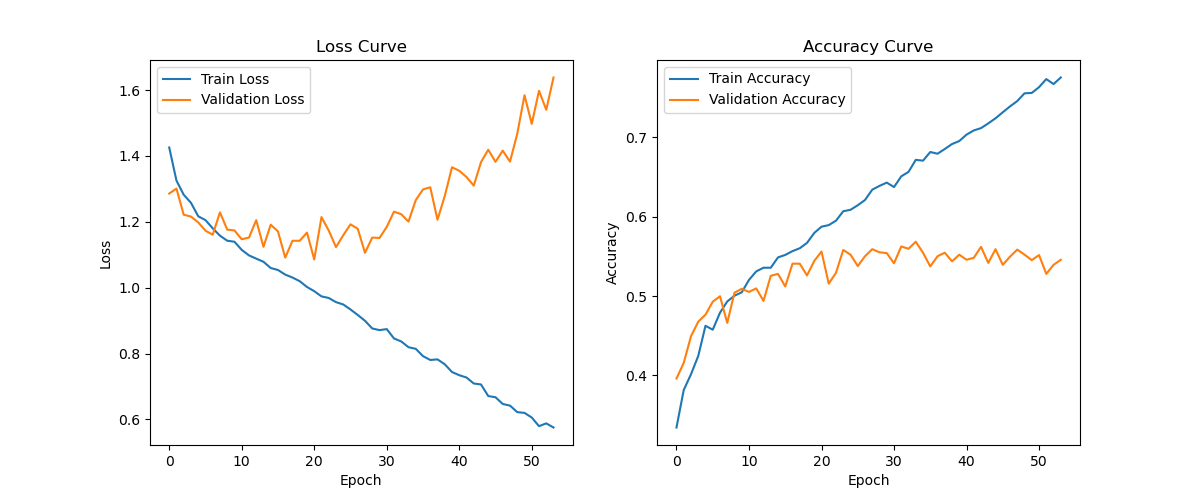 Loss Curve
Train Loss
Validation Loss
1.6
1.4
1.2
1.0
0.8
0.6
Loss
0 10 20 30 40 50
Epoch
Accuracy Curve
Train Accuracy
Validation Accuracy
0.7
0.6
0.5
0.4
Accuracy
0 10 20 30 40 50
Epoch